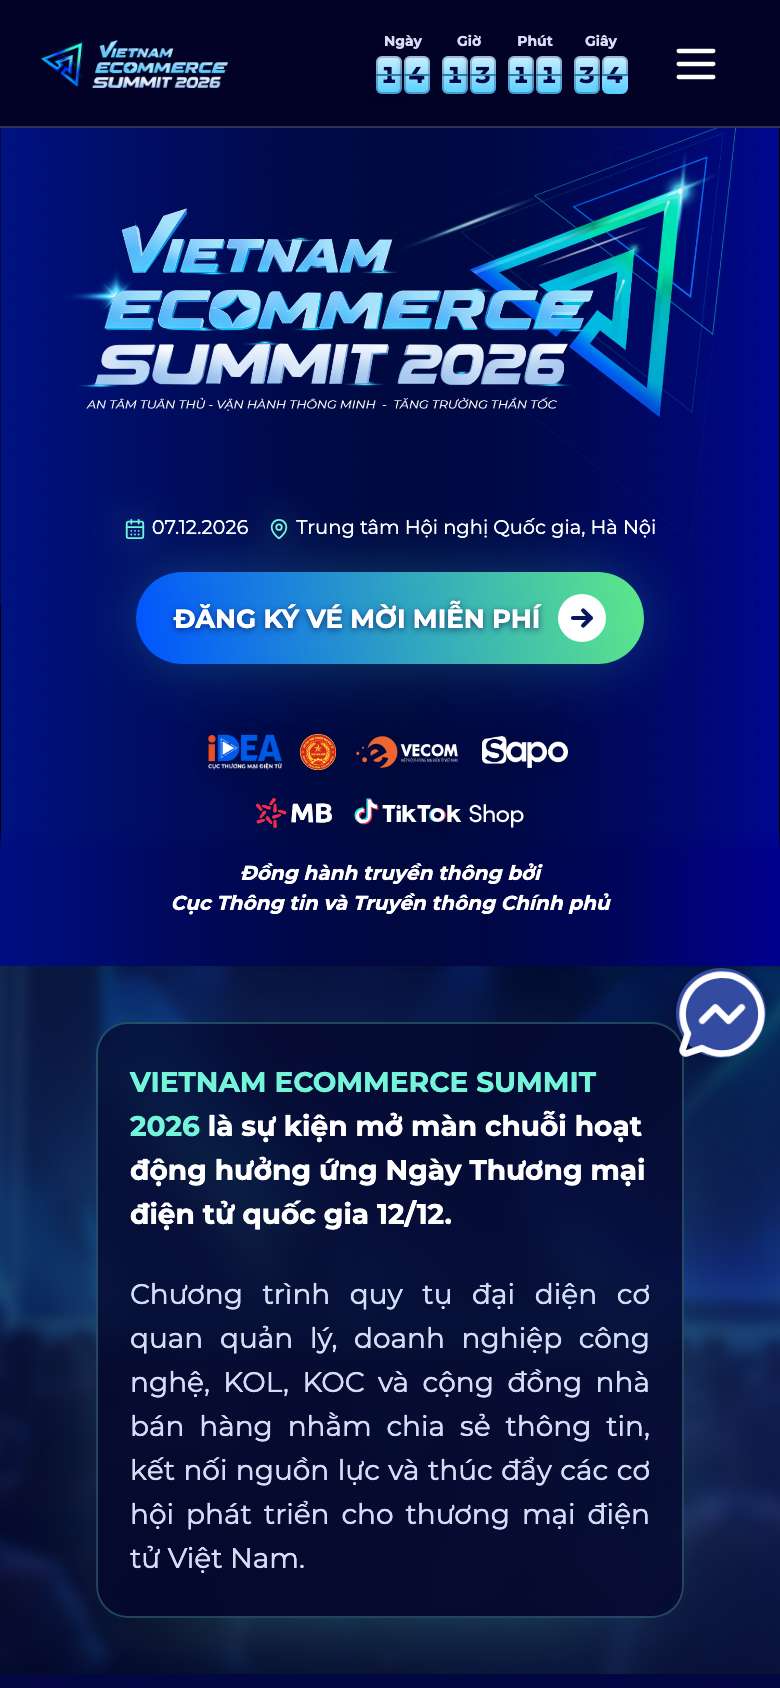 VIETNAM
ECOMMERCE
SUMMIT 2026
Ngày Giờ Phút Giây
14 13 11 34
VIETNAM
ECOMMERCE
SUMMIT 2026
AN TÂM TUÂN THỦ - VẬN HÀNH THÔNG MINH - TĂNG TRƯỞNG THẦN TỐC
07.12.2026 Trung tâm Hội nghị Quốc gia, Hà Nội
ĐĂNG KÝ VÉ MỜI MIỄN PHÍ
iDEA
CỤC THƯƠNG MẠI ĐIỆN TỬ
VECOM
Sapo
MB TikTok Shop
Đồng hành truyền thông bởi
Cục Thông tin và Truyền thông Chính phủ
VIETNAM ECOMMERCE SUMMIT
2026 là sự kiện mở màn chuỗi hoạt
động hưởng ứng Ngày Thương mại
điện tử quốc gia 12/12.
Chương trình quy tụ đại diện cơ
quan quản lý, doanh nghiệp công
nghệ, KOL, KOC và cộng đồng nhà
bán hàng nhằm chia sẻ thông tin,
kết nối nguồn lực và thúc đẩy các cơ
hội phát triển cho thương mại điện
tử Việt Nam.